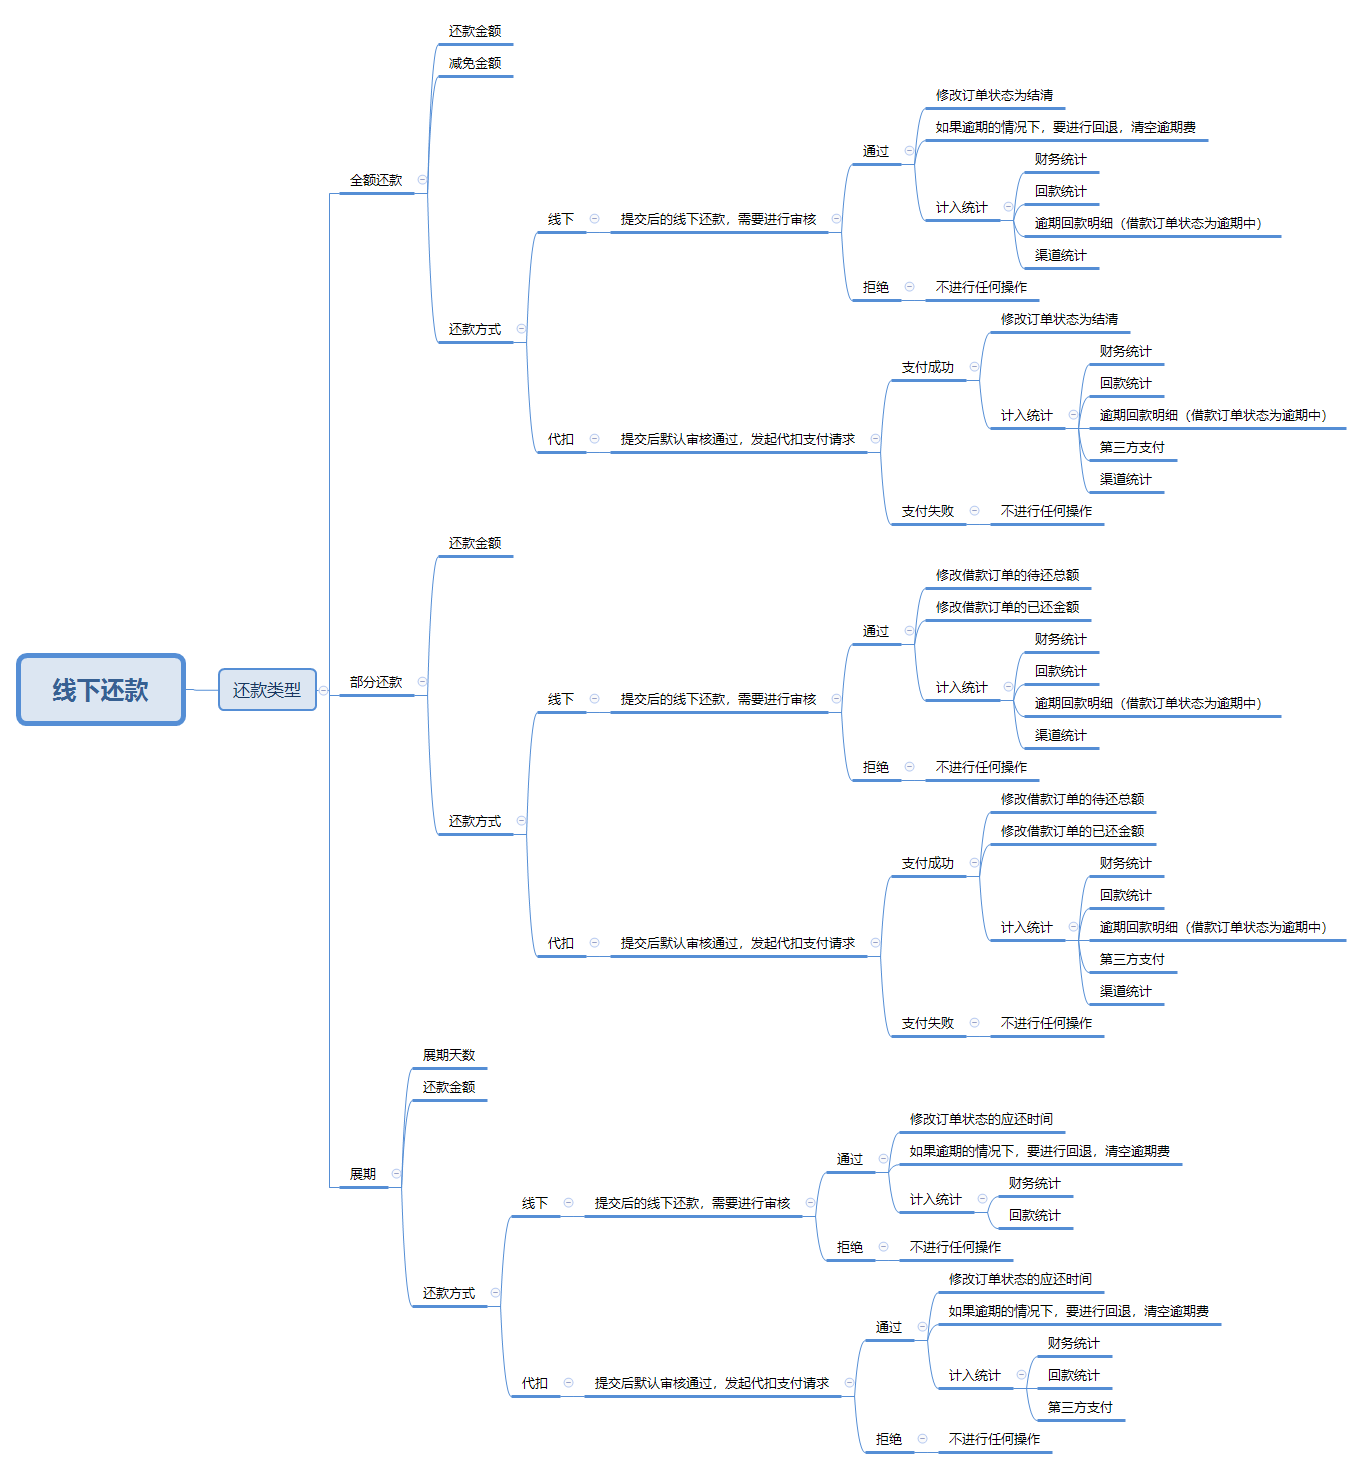 线下还款
还款类型
全额还款
还款金额
减免金额
还款方式
线下
提交后的线下还款，需要进行审核
通过
修改订单状态为结清
如果逾期的情况下，要进行回退，清空逾期费
计入统计
财务统计
回款统计
逾期回款明细（借款订单状态为逾期中）
渠道统计
拒绝
不进行任何操作
代扣
提交后默认审核通过，发起代扣支付请求
支付成功
修改订单状态为结清
计入统计
财务统计
回款统计
逾期回款明细（借款订单状态为逾期中）
第三方支付
渠道统计
支付失败
不进行任何操作
部分还款
还款金额
还款方式
线下
提交后的线下还款，需要进行审核
通过
修改借款订单的待还总额
修改借款订单的已还金额
计入统计
财务统计
回款统计
逾期回款明细（借款订单状态为逾期中）
渠道统计
拒绝
不进行任何操作
代扣
提交后默认审核通过，发起代扣支付请求
支付成功
修改借款订单的待还总额
修改借款订单的已还金额
计入统计
财务统计
回款统计
逾期回款明细（借款订单状态为逾期中）
第三方支付
渠道统计
支付失败
不进行任何操作
展期
展期天数
还款金额
还款方式
线下
提交后的线下还款，需要进行审核
通过
修改订单状态的应还时间
如果逾期的情况下，要进行回退，清空逾期费
计入统计
财务统计
回款统计
拒绝
不进行任何操作
代扣
提交后默认审核通过，发起代扣支付请求
通过
修改订单状态的应还时间
如果逾期的情况下，要进行回退，清空逾期费
计入统计
财务统计
回款统计
第三方支付
拒绝
不进行任何操作